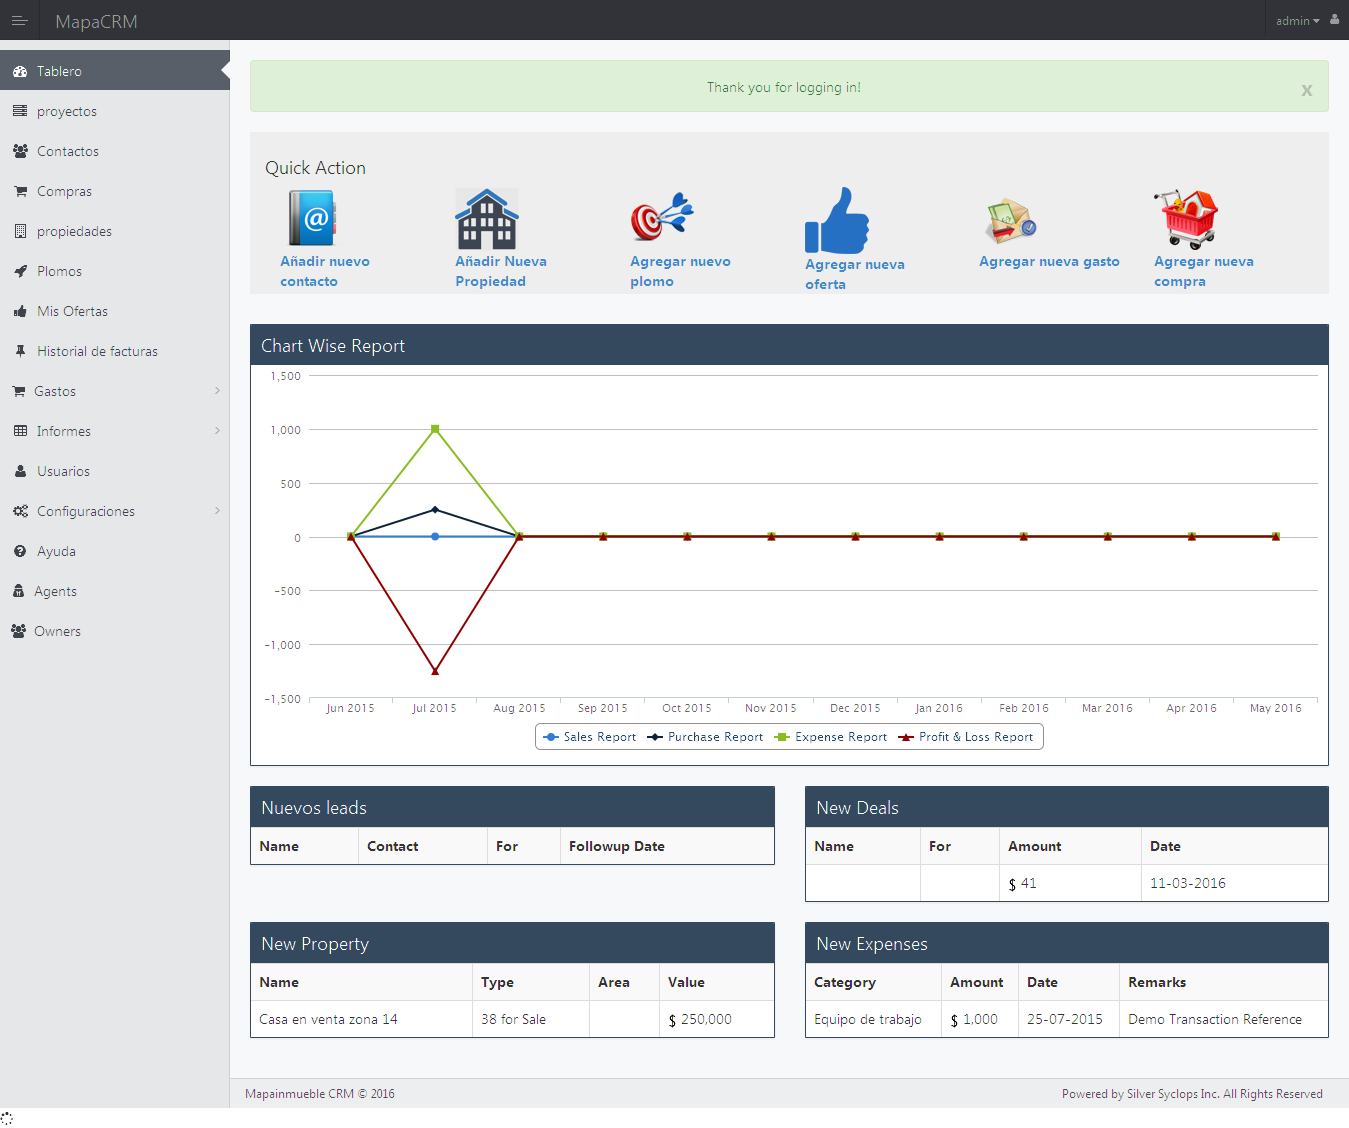 MapaCRM
admin
Tablero
proyectos
Contactos
Compras
propiedades
Plomos
Mis Ofertas
Historial de facturas
Gastos
Informes
Usuarios
Configuraciones
Ayuda
Agents
Owners
Thank you for logging in!
x
Quick Action
Añadir nuevo
contacto
Añadir Nueva
Propiedad
Agregar nuevo
plomo
Agregar nueva
oferta
Agregar nueva gasto
Agregar nueva
compra
Chart Wise Report
1,500
1,000
500
0
-500
-1,000
-1,500
Jun 2015 Jul 2015 Aug 2015 Sep 2015 Oct 2015 Nov 2015 Dec 2015 Jan 2016 Feb 2016 Mar 2016 Apr 2016 May 2016
Sales Report Purchase Report Expense Report Profit & Loss Report
Nuevos leads
Name Contact For Followup Date
New Deals
Name For Amount Date
$ 41 11-03-2016
New Property
Name Type Area Value
Casa en venta zona 14 38 for Sale $ 250,000
New Expenses
Category Amount Date Remarks
Equipo de trabajo $ 1,000 25-07-2015 Demo Transaction Reference
Mapainmueble CRM © 2016
Powered by Silver Syclops Inc. All Rights Reserved